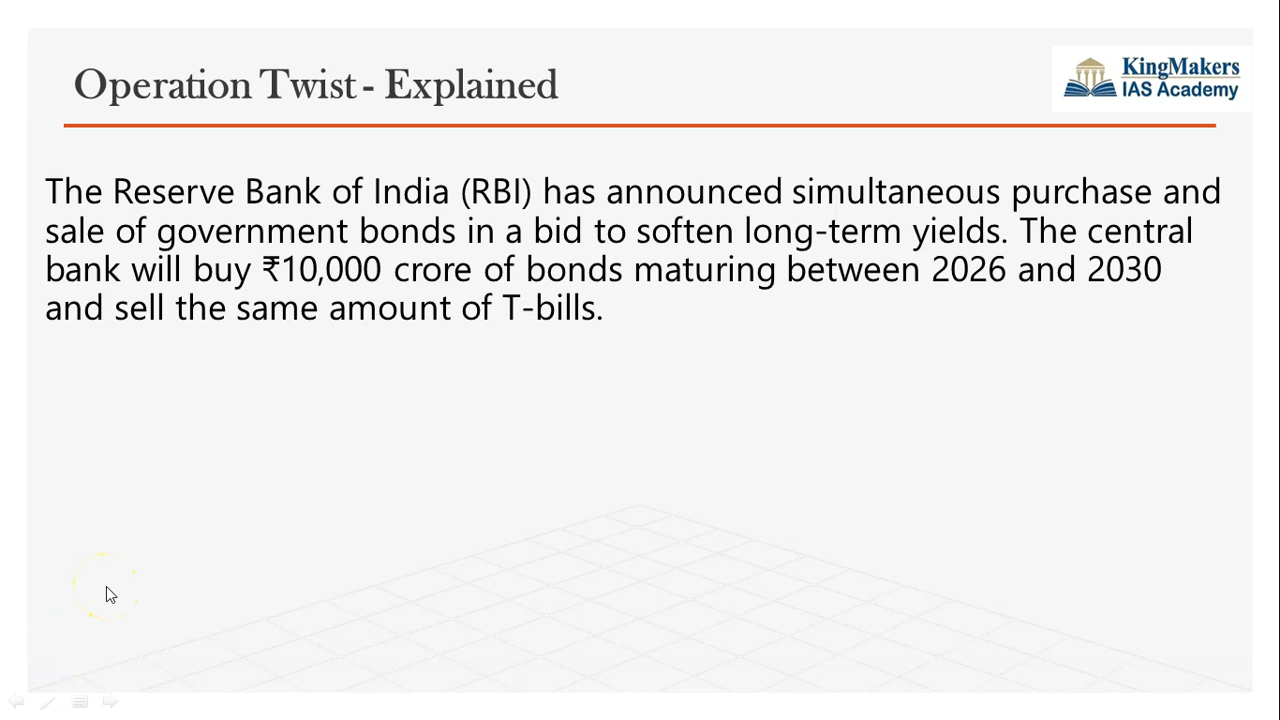 Operation Twist - Explained
KingMakers
IAS Academy
The Reserve Bank of India (RBI) has announced simultaneous purchase and
sale of government bonds in a bid to soften long-term yields. The central
bank will buy ₹10,000 crore of bonds maturing between 2026 and 2030
and sell the same amount of T-bills.